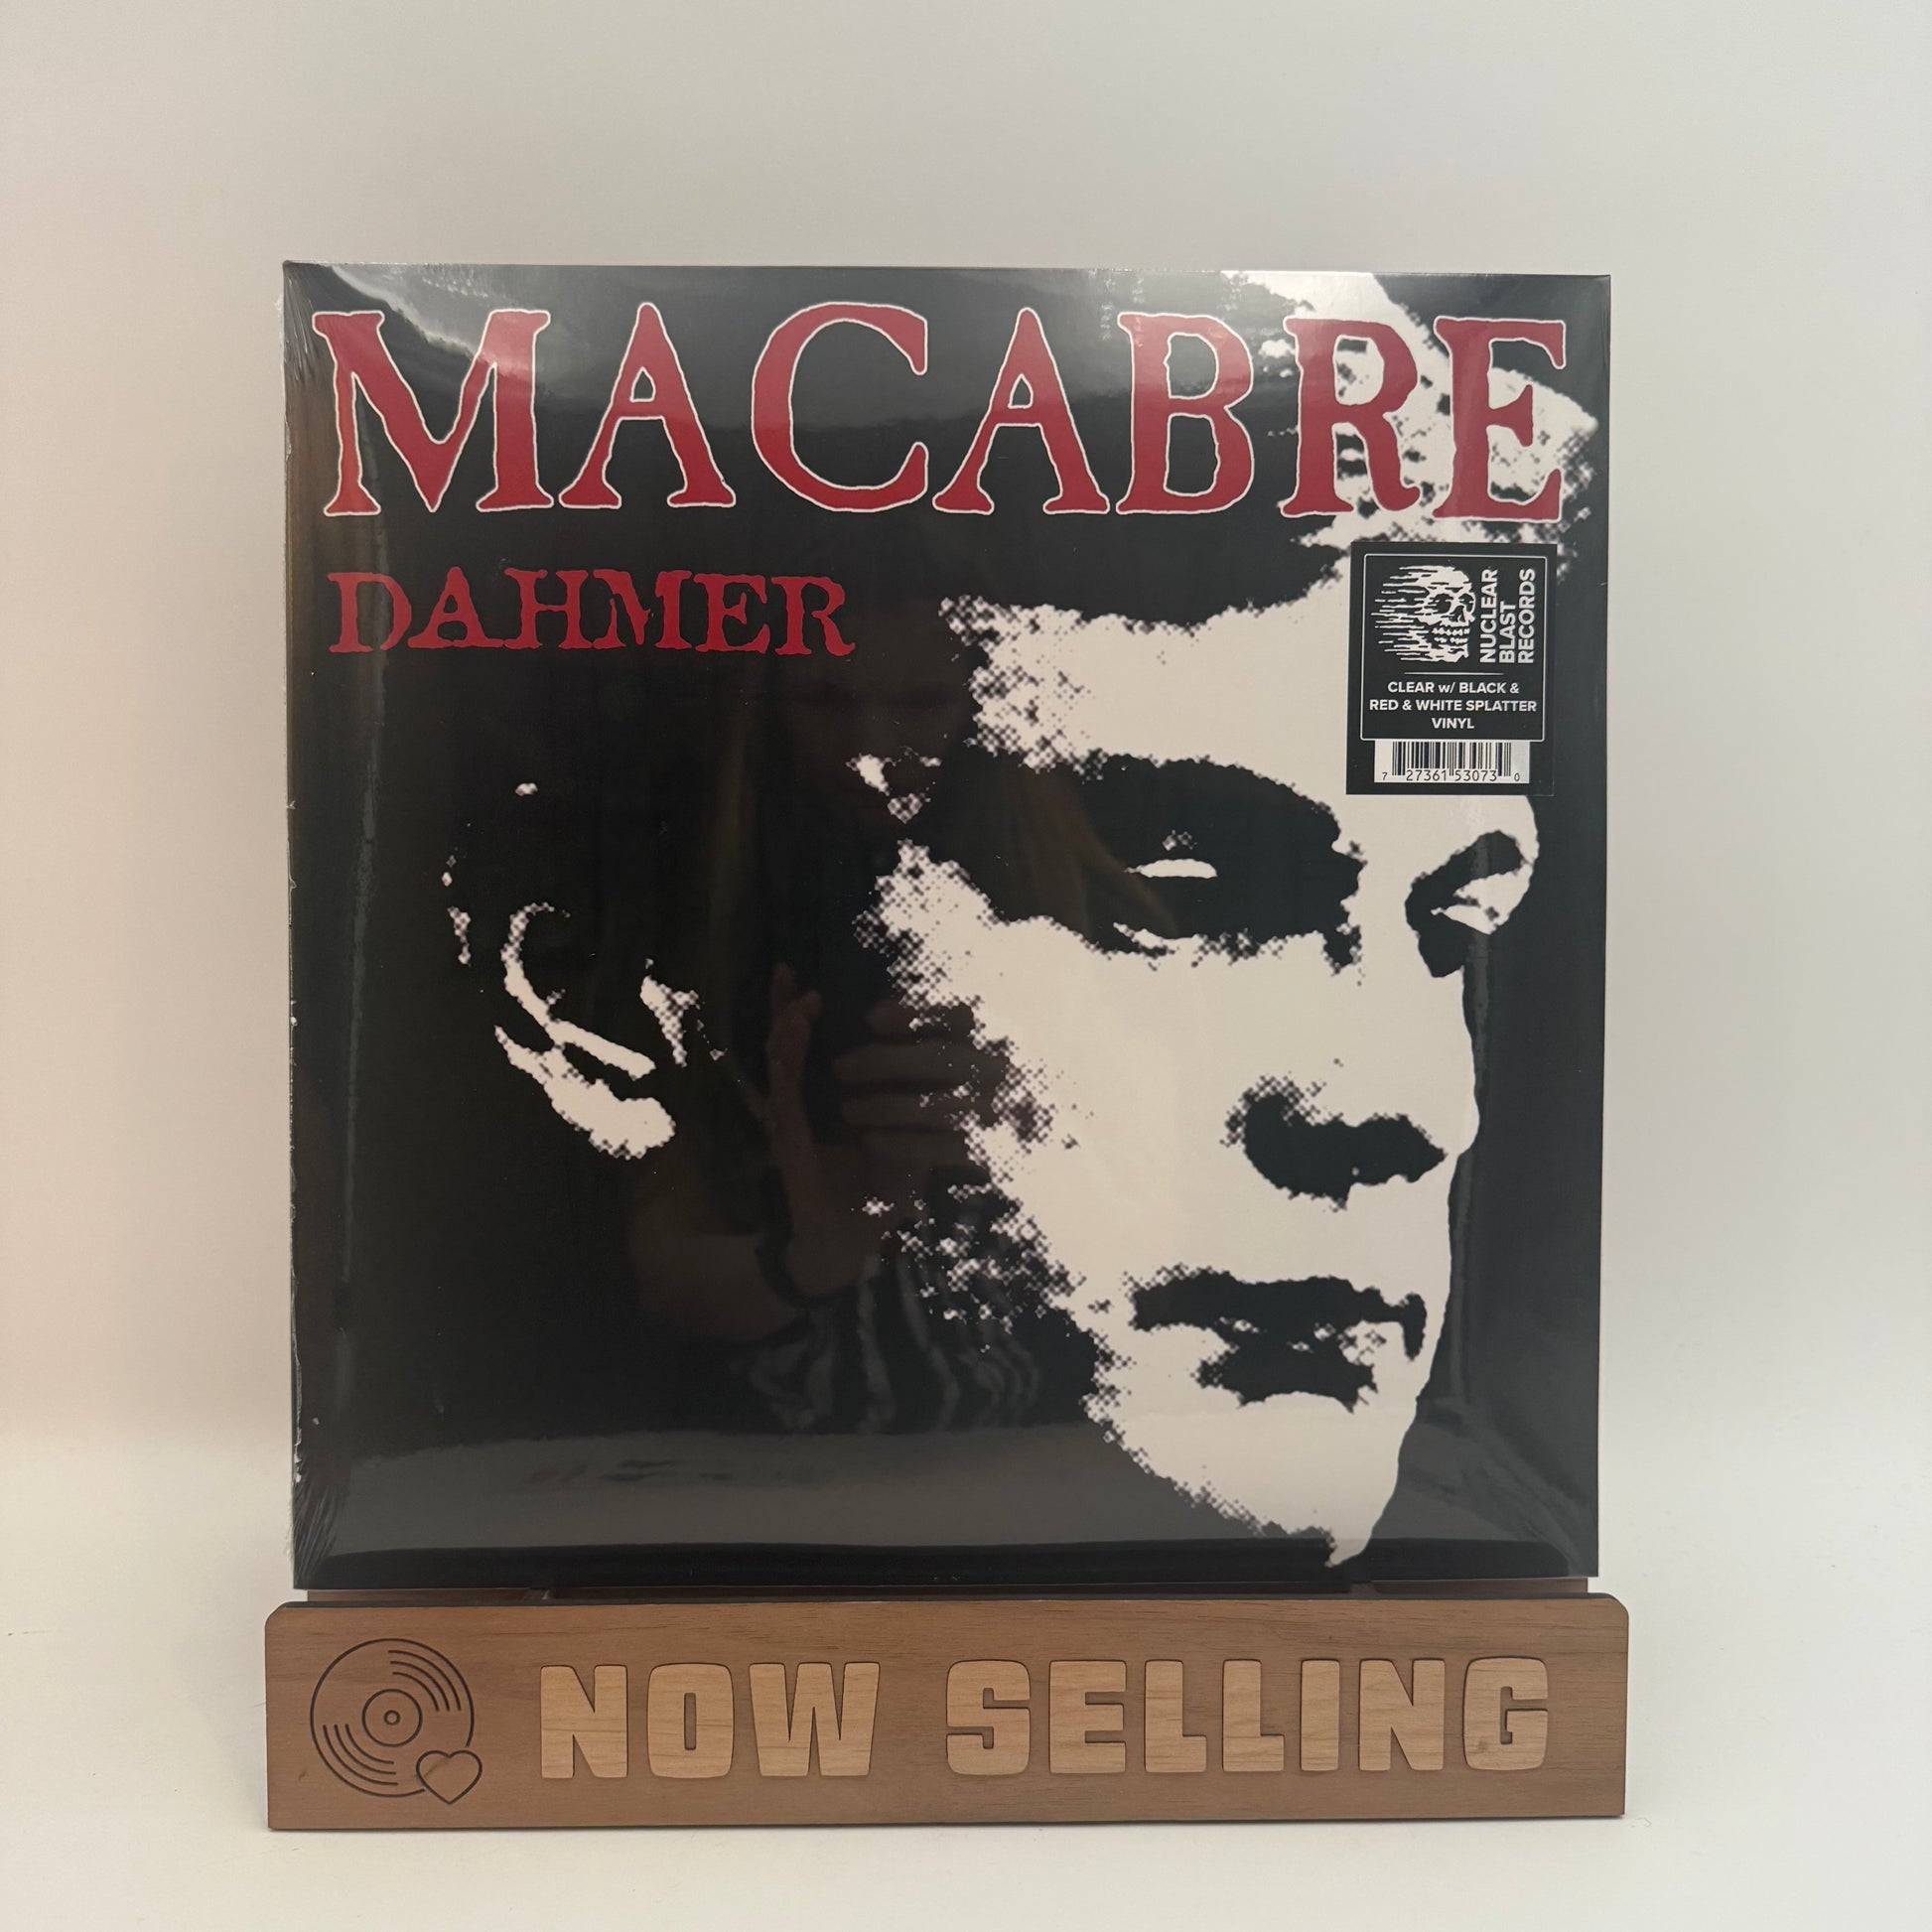 MACABRE
DAHMER
NUCLEAR
BLAST
RECORDS
CLEAR w/ BLACK &
RED & WHITE SPLATTER
VINYL
7 27361 53073 0
NOW SELLING